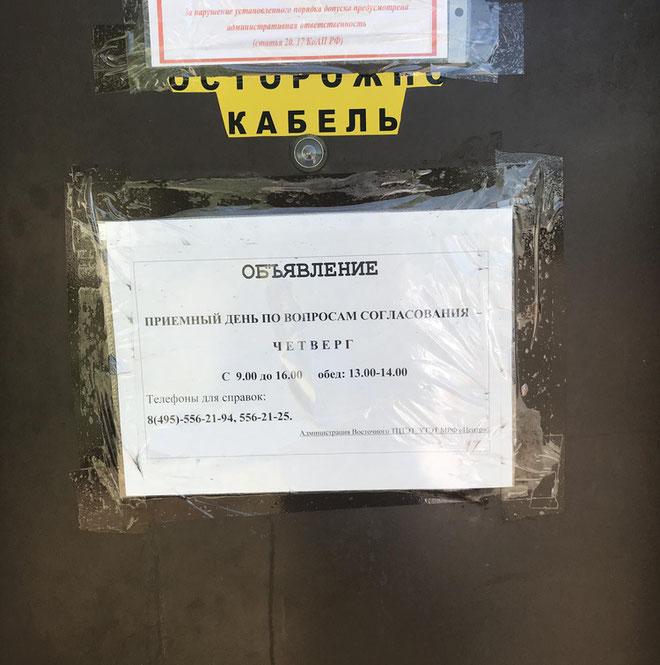 За нарушение установленного порядка допуска предусмотрена
административная ответственность
(статья 20.17 КоАП РФ)
ОСТОРОЖНО
КАБЕЛЬ
ОБЪЯВЛЕНИЕ
ПРИЕМНЫЙ ДЕНЬ ПО ВОПРОСАМ СОГЛАСОВАНИЯ –
ЧЕТВЕРГ
С 9.00 до 16.00 обед: 13.00-14.00
Телефоны для справок:
8(495)-556-21-94, 556-21-25.
Администрация Восточного МРФ «Центр»